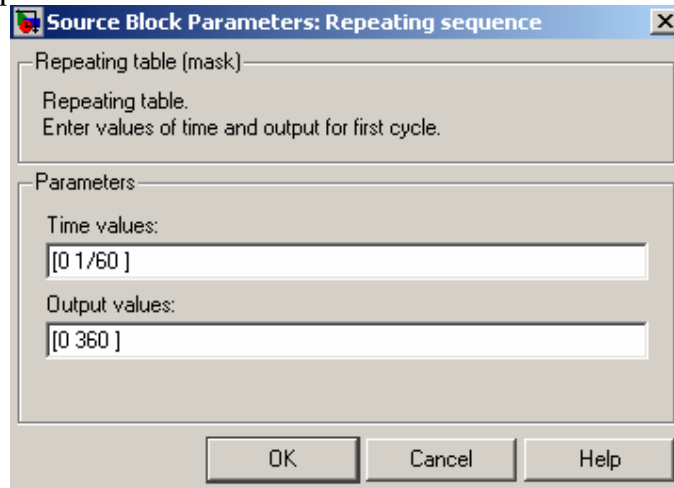 Source Block Parameters: Repeating sequence
Repeating table (mask)
Repeating table.
Enter values of time and output for first cycle.
Parameters
Time values:
[0 1/60 ]
Output values:
[0 360 ]
OK Cancel Help